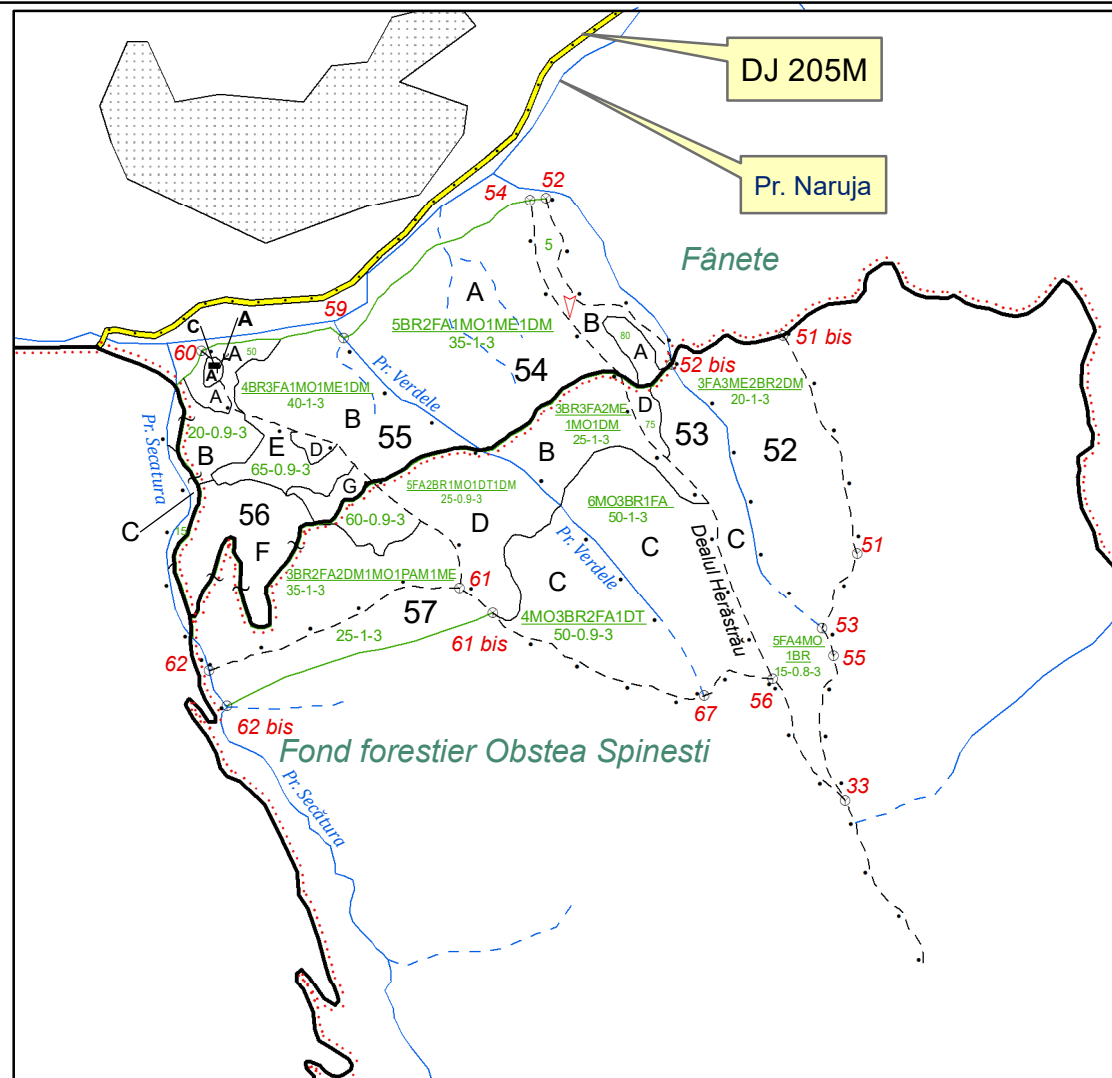 DJ 205M
Pr. Naruja
54
52
Fânete
5
59
A
5BR2FA1MO1ME1DM
35-1-3
B
80
A
51 bis
52 bis
C
A
60
A
50
A
A
4BR3FA1MO1ME1DM
40-1-3
Pr. Verdele
54
3FA3ME2BR2DM
20-1-3
B
55
3BR3FA2ME
1MO1DM
25-1-3
D
75
53
52
Pr. Secatura
20-0.9-3
B
E
D
65-0.9-3
G
B
5FA2BR1MO1DT1DM
25-0.9-3
6MO3BR1FA
50-1-3
C
56
60-0.9-3
D
15
F
Pr. Verdele
C
Dealul Herăstrău
C
51
3BR2FA2DM1MO1PAM1ME
35-1-3
61
C
57
4MO3BR2FA1DT
50-0.9-3
25-1-3
61 bis
53
5FA4MO
1BR
15-0.8-3
55
62
56
67
62 bis
Fond forestier Obstea Spinesti
Pr. Secătura
33